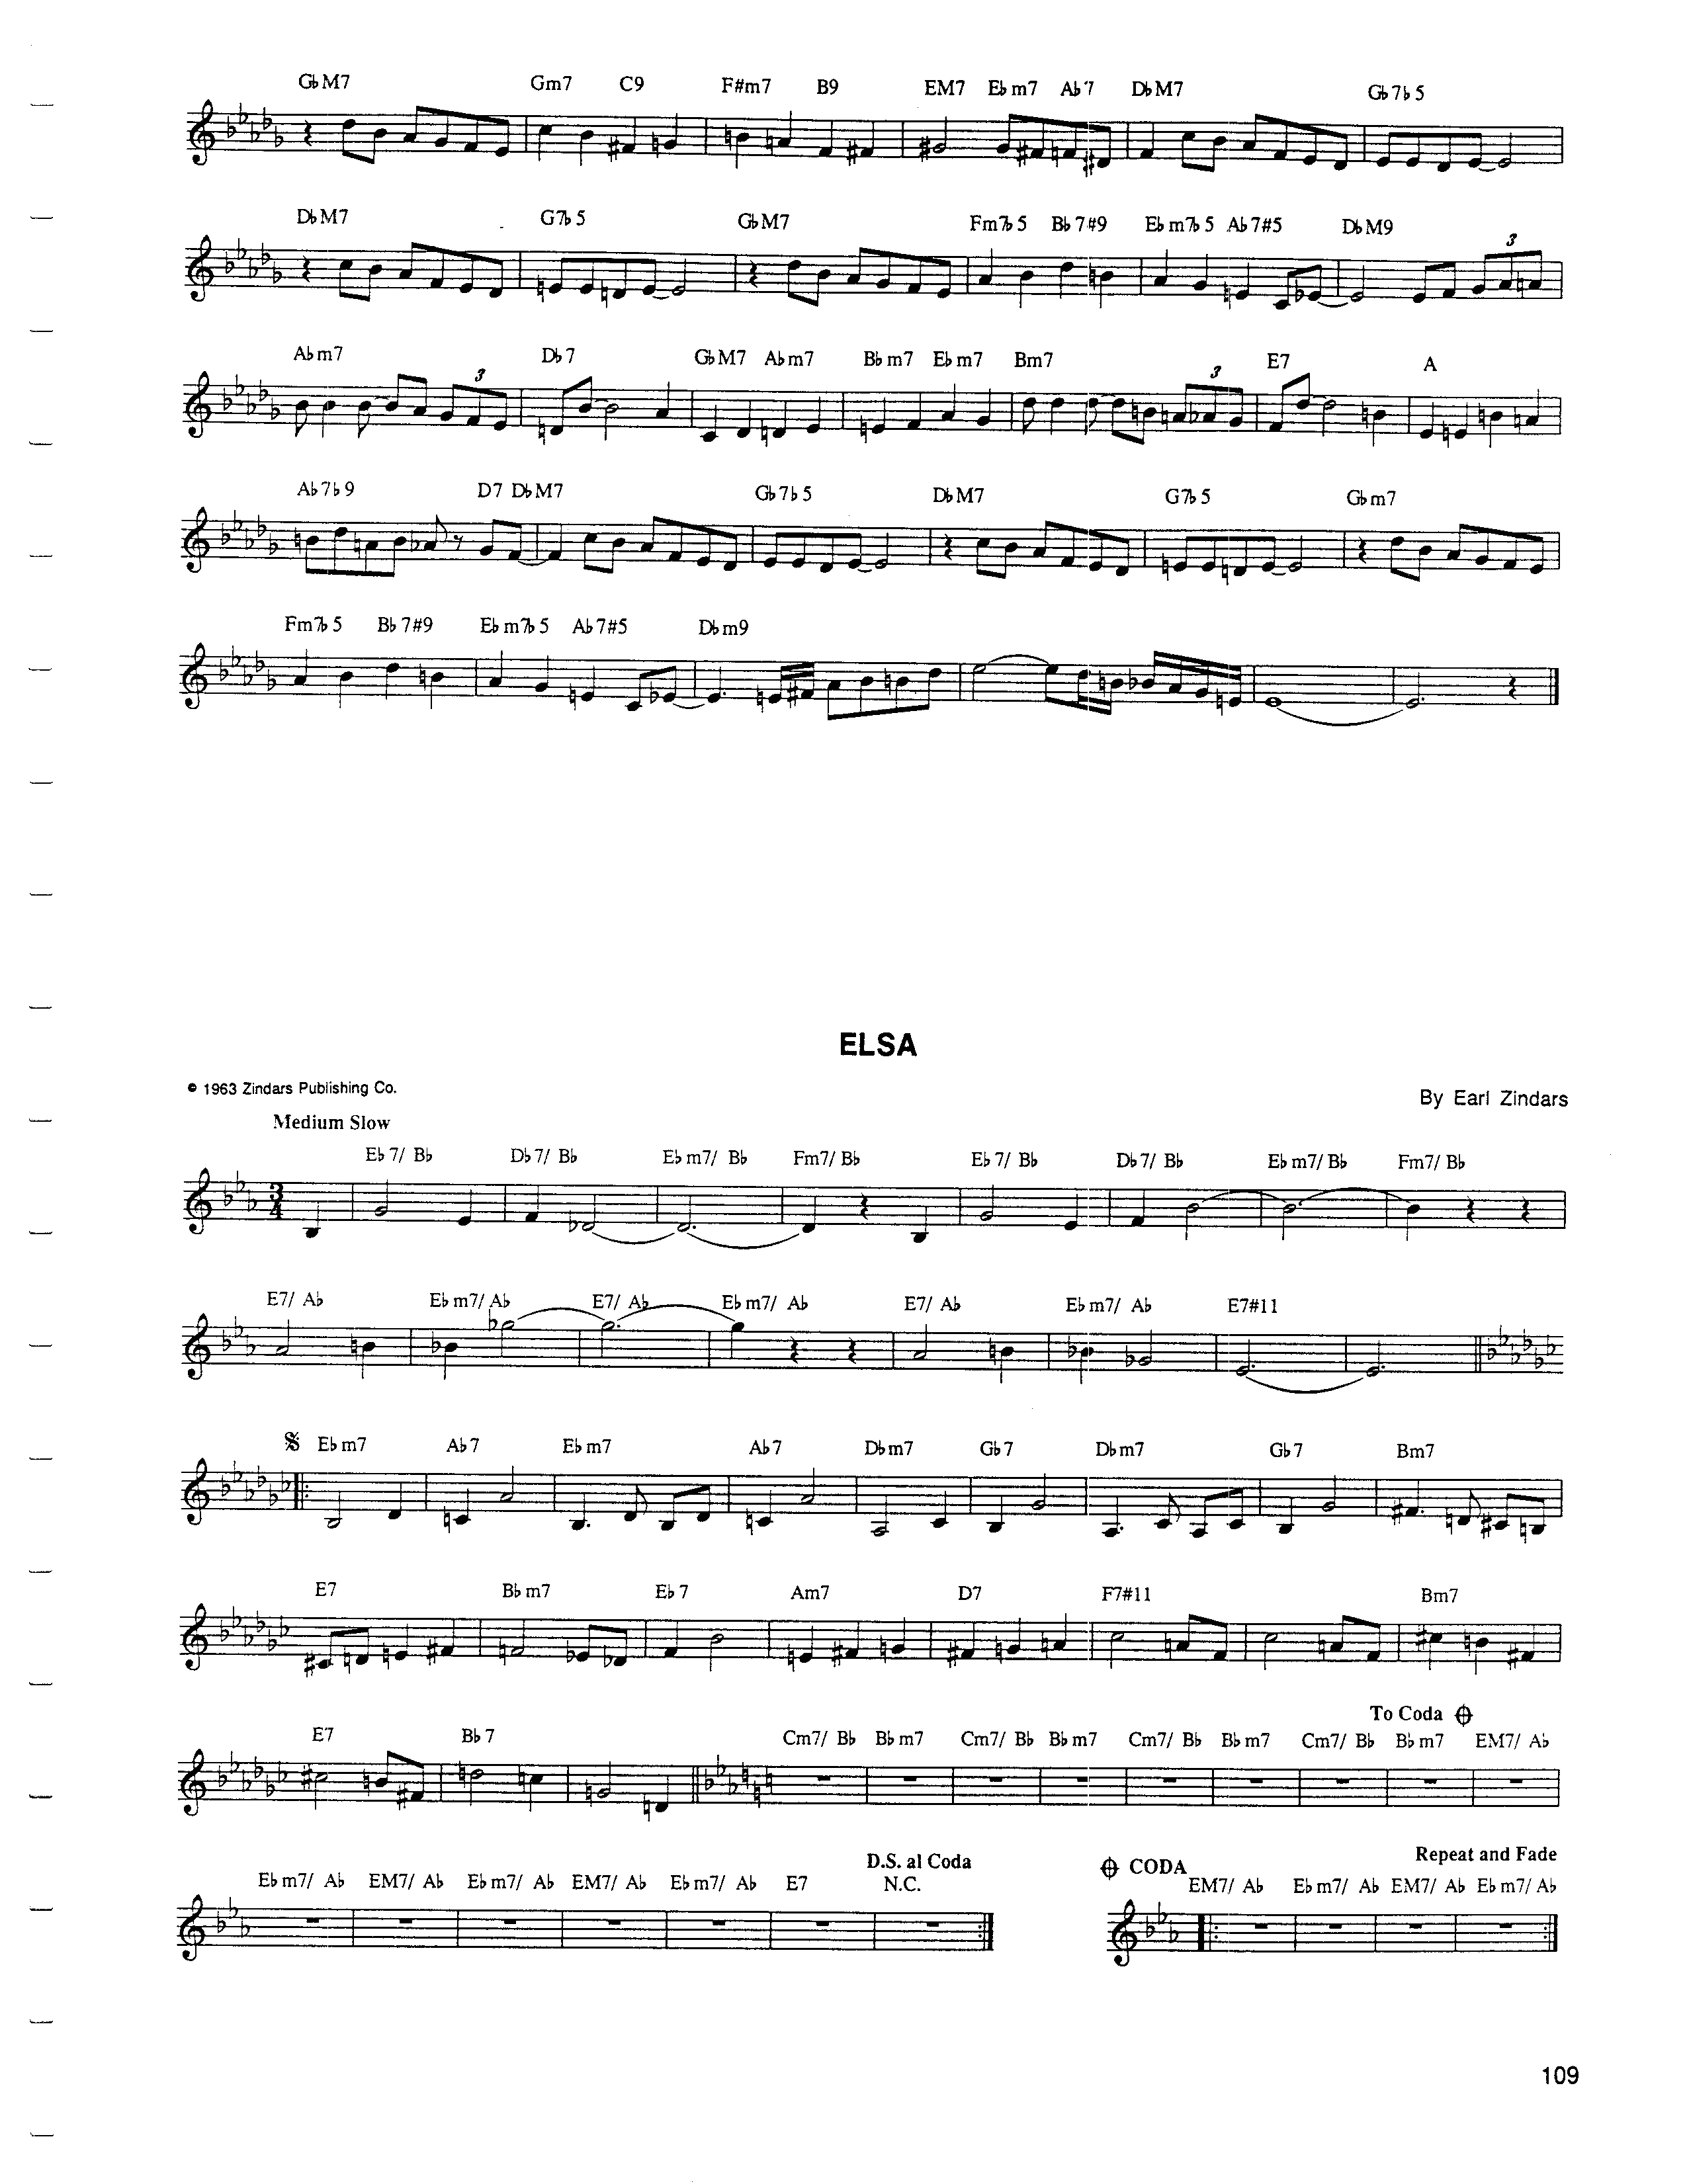 G♭M7 Gm7 C9 F#m7 B9 EM7 E♭m7 A♭7 D♭M7 G♭7♭5
D♭M7 G7♭5 G♭M7 Fm7♭5 B♭7#9 E♭m7♭5 A♭7#5 D♭M9
3
A♭m7 D♭7 G♭M7 A♭m7 B♭m7 E♭m7 Bm7 E7 A
3 3
A♭7♭9 D7 D♭M7 G♭7♭5 D♭M7 G7♭5 G♭m7
Fm7♭5 B♭7#9 E♭m7♭5 A♭7#5 D♭m9
ELSA
© 1963 Zindars Publishing Co.
By Earl Zindars
Medium Slow
E♭7/ B♭ D♭7/ B♭ E♭m7/ B♭ Fm7/ B♭ E♭7/ B♭ D♭7/ B♭ E♭m7/ B♭ Fm7/ B♭
3
4
E7/ A♭ E♭m7/ A♭ E7/ A♭ E♭m7/ A♭ E7/ A♭ E♭m7/ A♭ E7#11
E♭m7 A♭7 E♭m7 A♭7 D♭m7 G♭7 D♭m7 G♭7 Bm7
E7 B♭m7 E♭7 Am7 D7 F7#11 Bm7
To Coda
E7 B♭7 Cm7/ B♭ B♭m7 Cm7/ B♭ B♭m7 Cm7/ B♭ B♭m7 Cm7/ B♭ B♭m7 EM7/ A♭
D.S. al Coda
E♭m7/ A♭ EM7/ A♭ E♭m7/ A♭ EM7/ A♭ E♭m7/ A♭ E7 N.C.
CODA Repeat and Fade
EM7/ A♭ E♭m7/ A♭ EM7/ A♭ E♭m7/ A♭
109